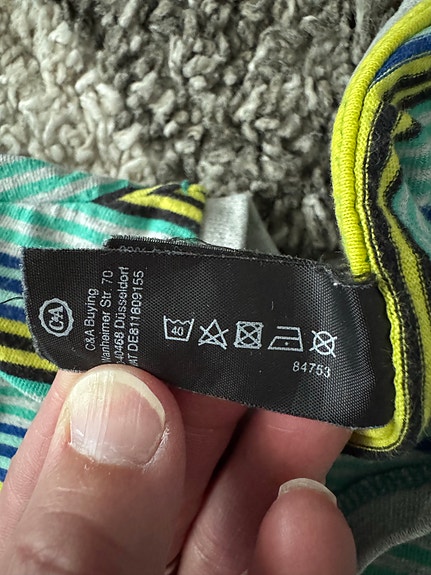 C&A
C&A Buying
Wanheimer Str. 70
40468 Düsseldorf
VAT DE811809155
40
84753